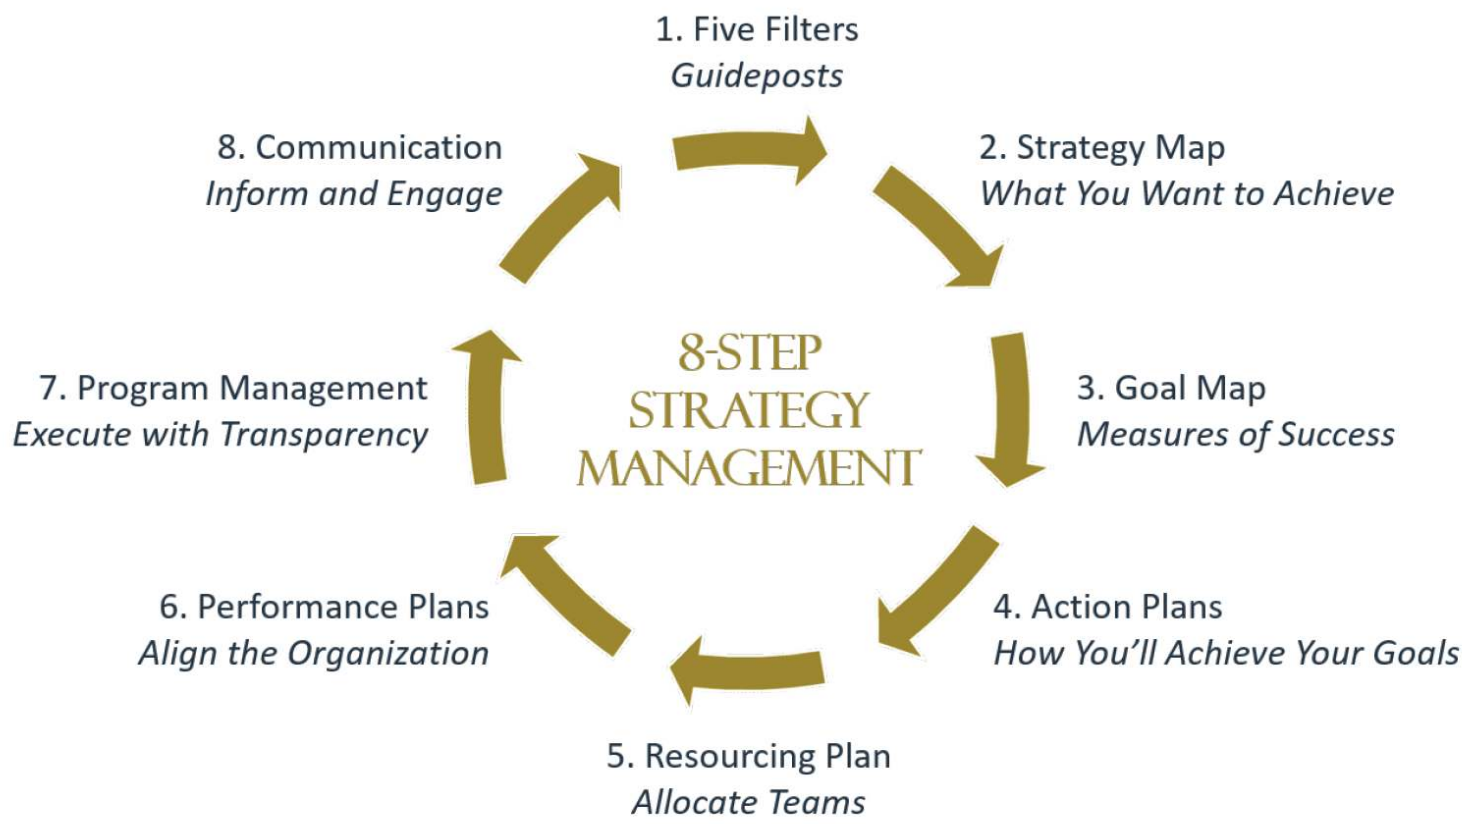 1. Five Filters
Guideposts
2. Strategy Map
What You Want to Achieve
3. Goal Map
Measures of Success
4. Action Plans
How You’ll Achieve Your Goals
5. Resourcing Plan
Allocate Teams
6. Performance Plans
Align the Organization
7. Program Management
Execute with Transparency
8. Communication
Inform and Engage
8-STEP
STRATEGY
MANAGEMENT